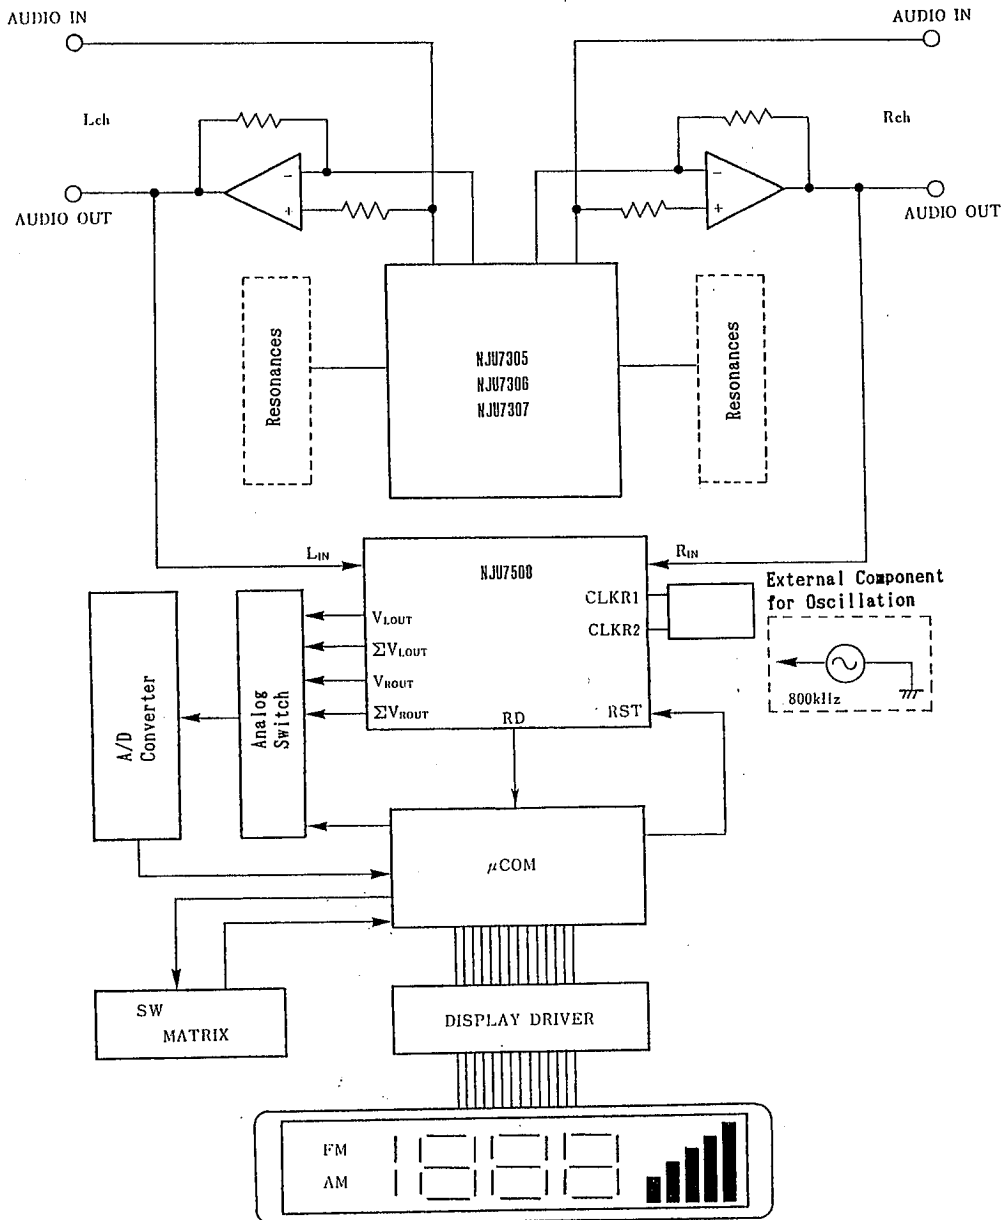 AUDIO IN
AUDIO IN
Lch
Rch
−
+
−
+
AUDIO OUT
AUDIO OUT
Resonances
NJU7305
NJU7306
NJU7307
Resonances
LIN
RIN
NJU7508
External Component
for Oscillation
CLKR1
CLKR2
800kHz
VLOUT
ΣVLOUT
VROUT
ΣVROUT
RD
RST
A/D
Converter
Analog
Switch
μCOM
SW
MATRIX
DISPLAY DRIVER
FM
AM